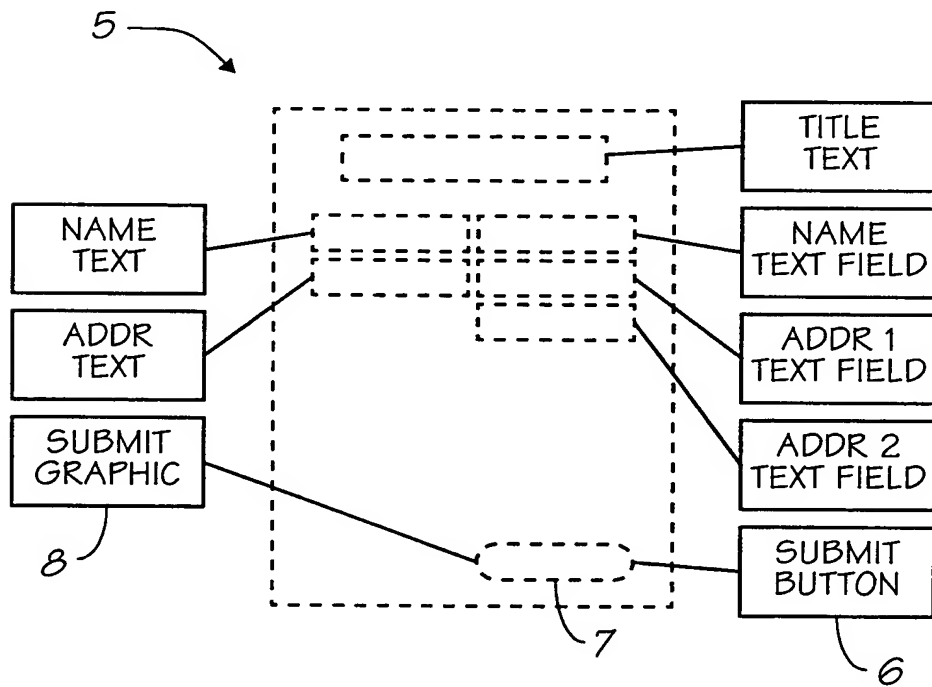 5
TITLE
TEXT
NAME
TEXT
NAME
TEXT FIELD
ADDR
TEXT
ADDR 1
TEXT FIELD
SUBMIT
GRAPHIC
ADDR 2
TEXT FIELD
8
SUBMIT
BUTTON
7
6